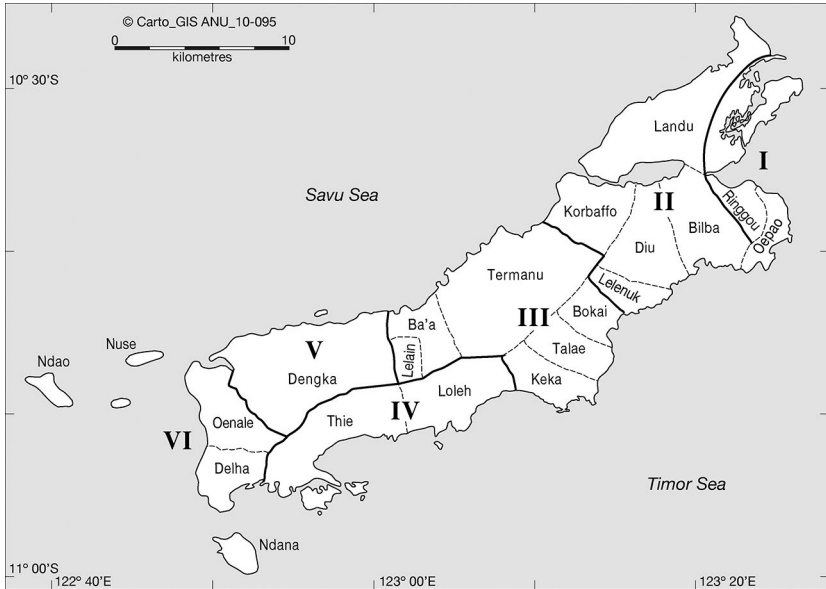 © Carto_GIS ANU_10-095
0 10
kilometres
10° 30'S
Landu
I
Savu Sea
Ringgou
II
Korbaffo
Bilba
Oepao
Diu
Termanu
Lelenuk
Bokai
III
Ba'a
Nuse
V
Talae
Ndao
Lelain
Dengka
Keka
Loleh
IV
Oenale
Thie
VI
Delha
Timor Sea
Ndana
11° 00'S
122° 40'E
123° 00'E
123° 20'E